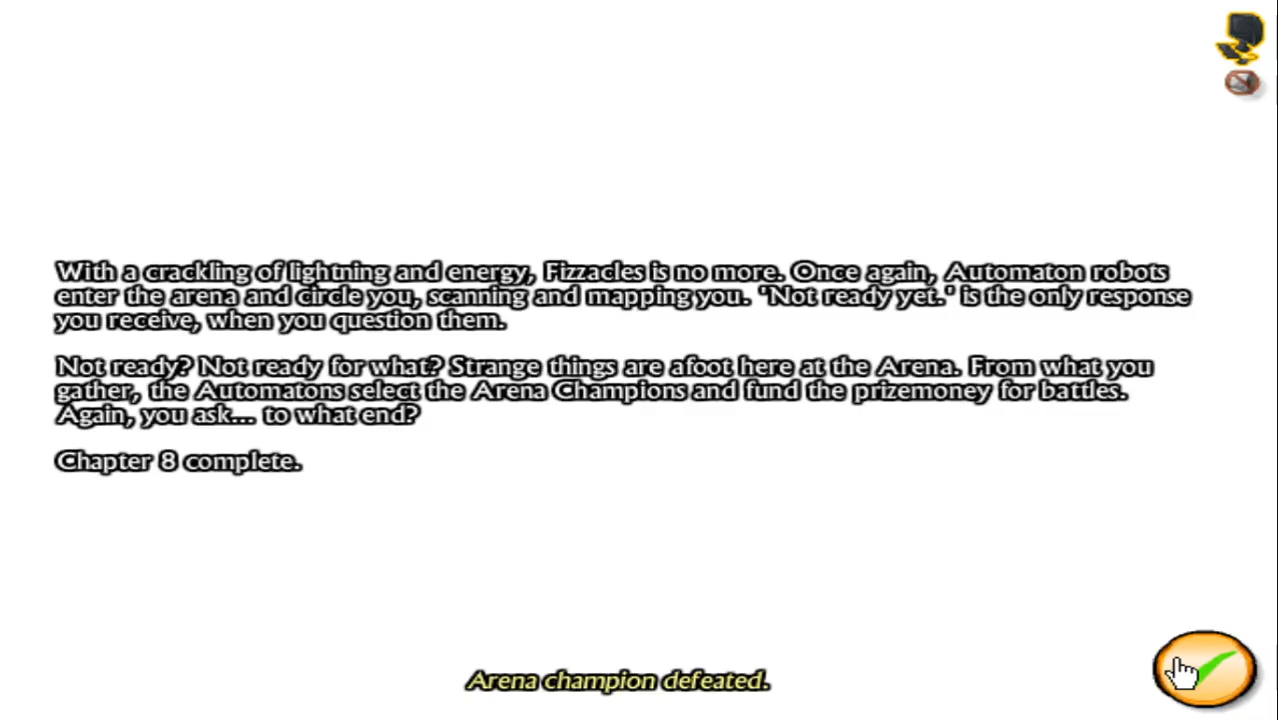 With a crackling of lightning and energy, Fizzacles is no more. Once again, Automaton robots
enter the arena and circle you, scanning and mapping you. "Not ready yet." is the only response
you receive, when you question them.
Not ready? Not ready for what? Strange things are afoot here at the Arena. From what you
gather, the Automatons select the Arena Champions and fund the prizemoney for battles.
Again, you ask... to what end?
Chapter 8 complete.
Arena champion defeated.